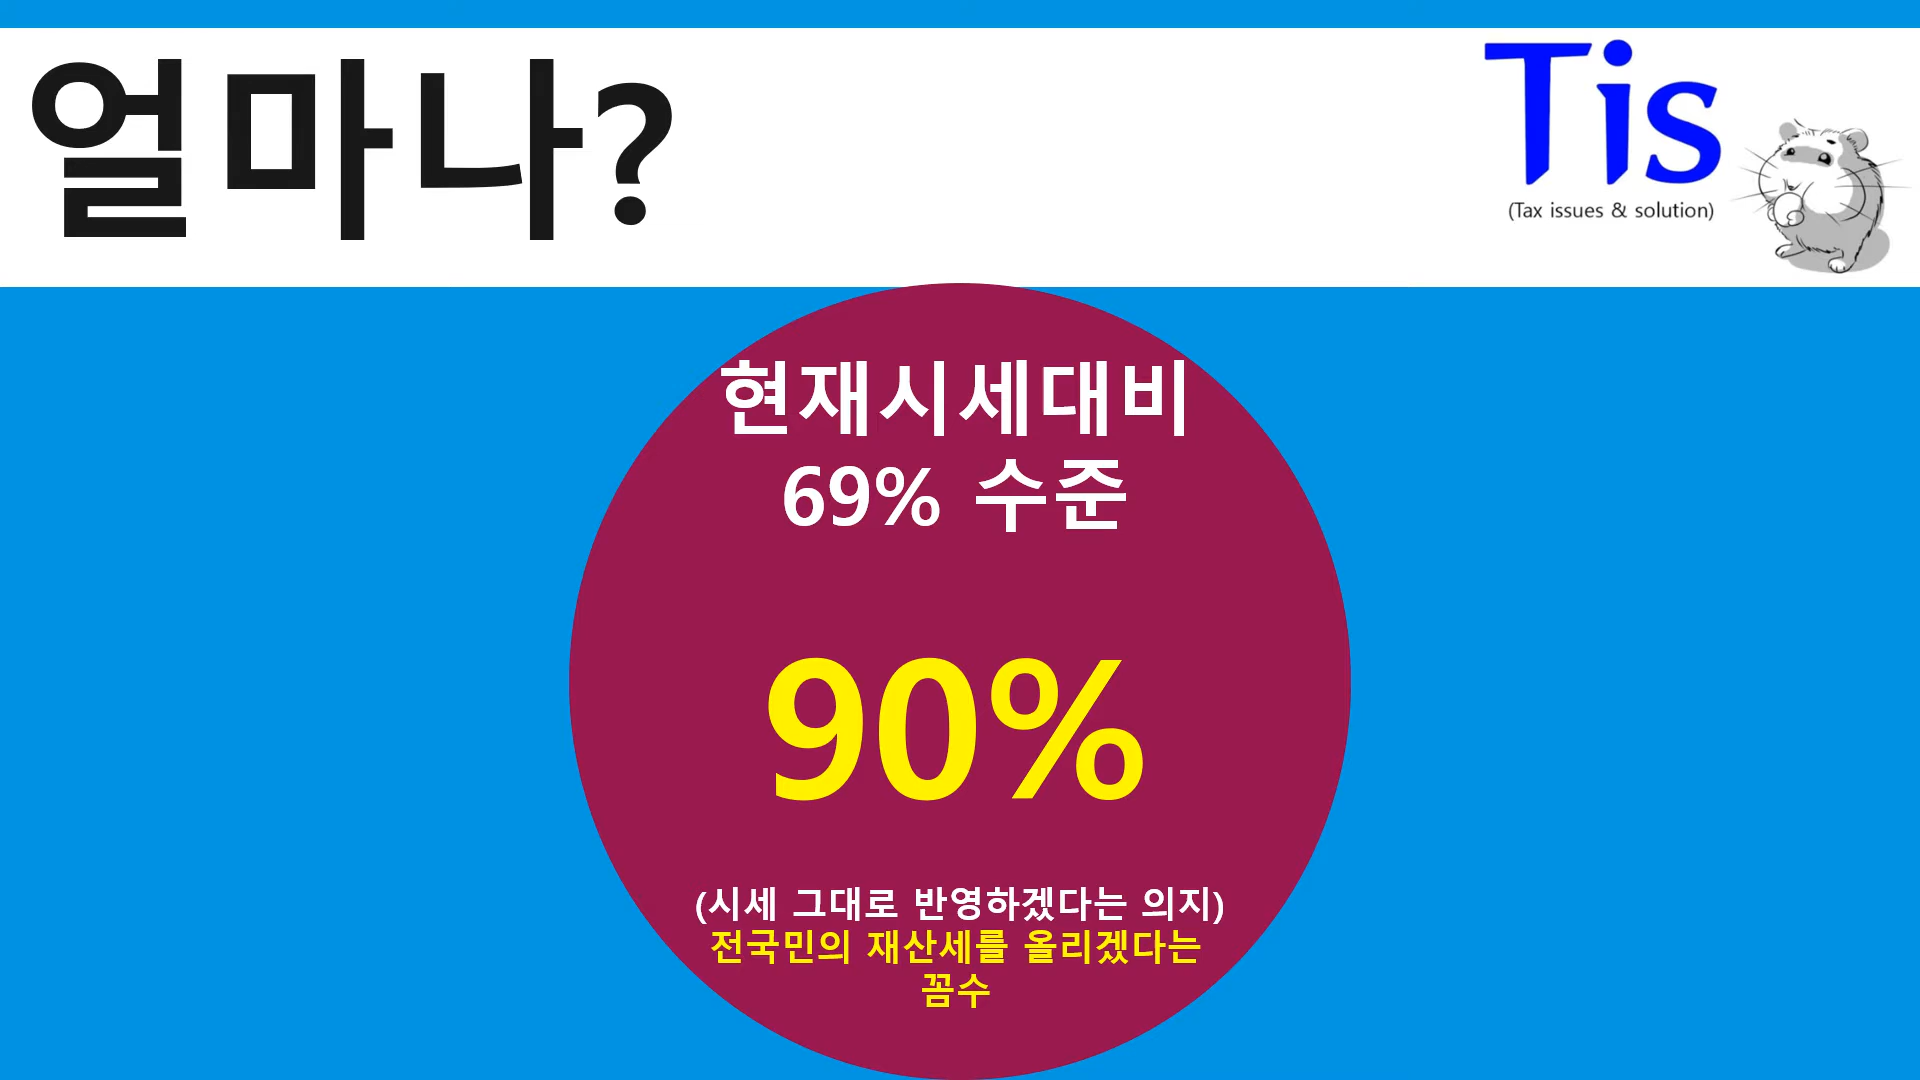 얼마나?
Tis
(Tax issues & solution)
현재시세대비
69% 수준
90%
(시세 그대로 반영하겠다는 의지)
전국민의 재산세를 올리겠다는
꼼수